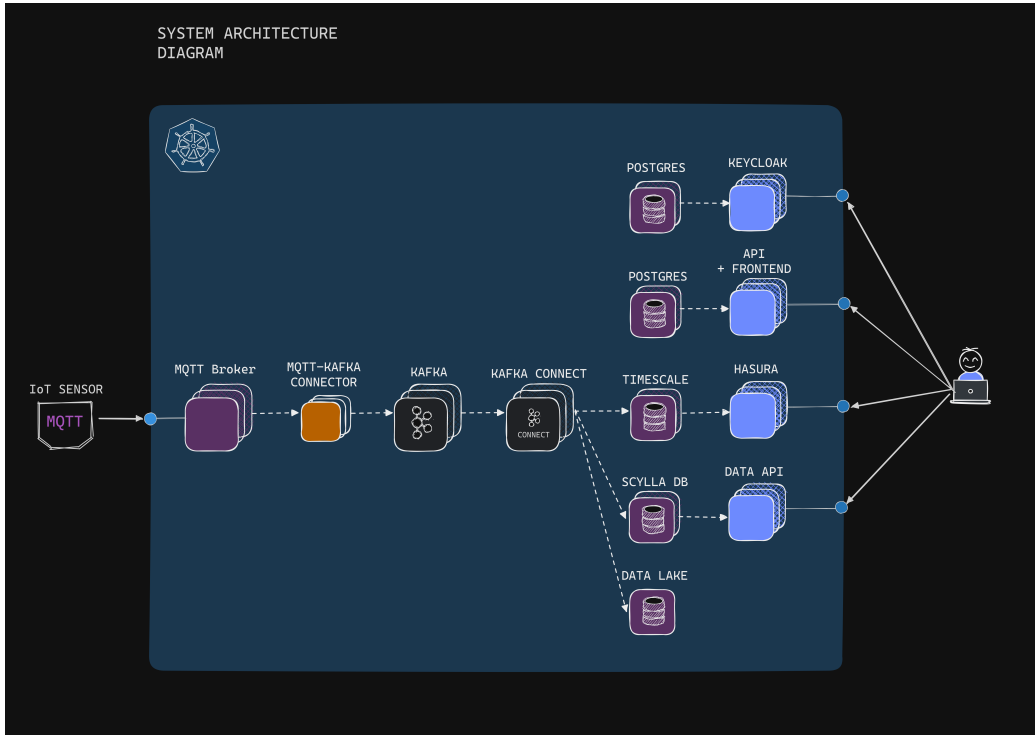 SYSTEM ARCHITECTURE
DIAGRAM
POSTGRES
KEYCLOAK
POSTGRES
API
+ FRONTEND
IoT SENSOR
MQTT
MQTT Broker
MQTT-KAFKA
CONNECTOR
KAFKA
KAFKA CONNECT
CONNECT
TIMESCALE
HASURA
SCYLLA DB
DATA API
DATA LAKE